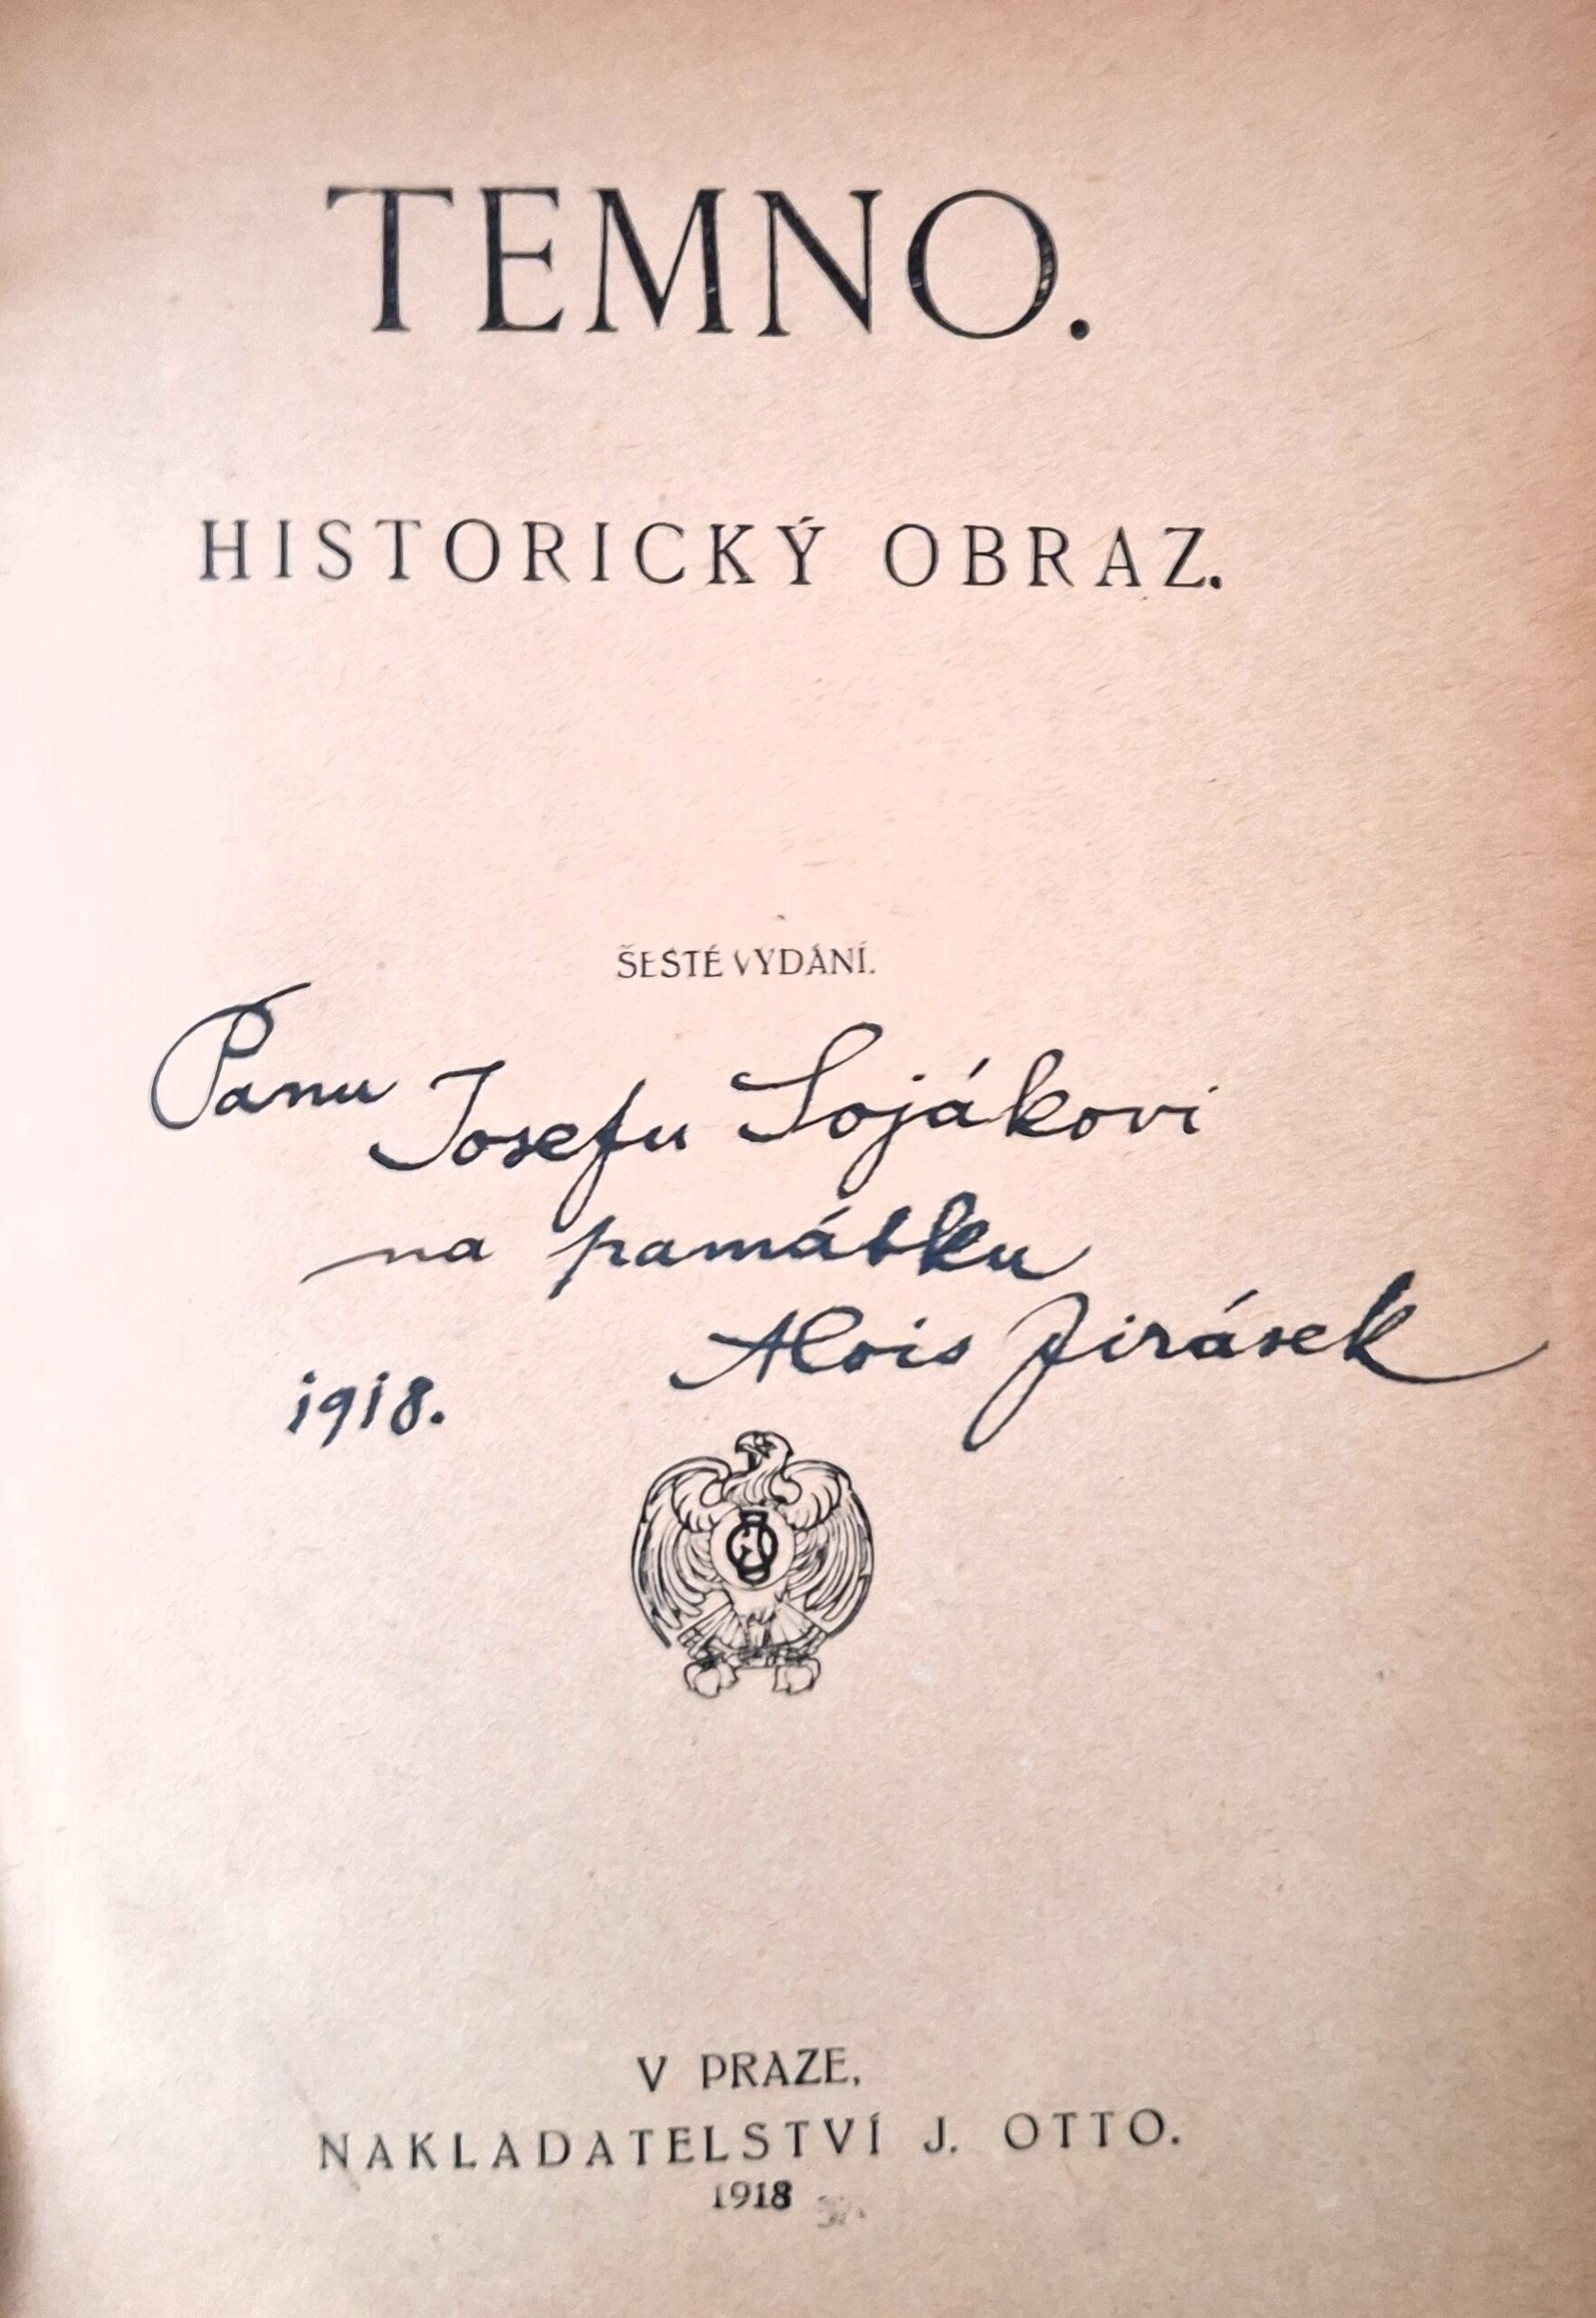 TEMNO.
HISTORICKÝ OBRAZ.
ŠESTÉ VYDÁNÍ.
Panu
Josefu Sojákovi
na památku
Alois Jirásek
1918.
V PRAZE,
NAKLADATELSTVÍ J. OTTO.
1918